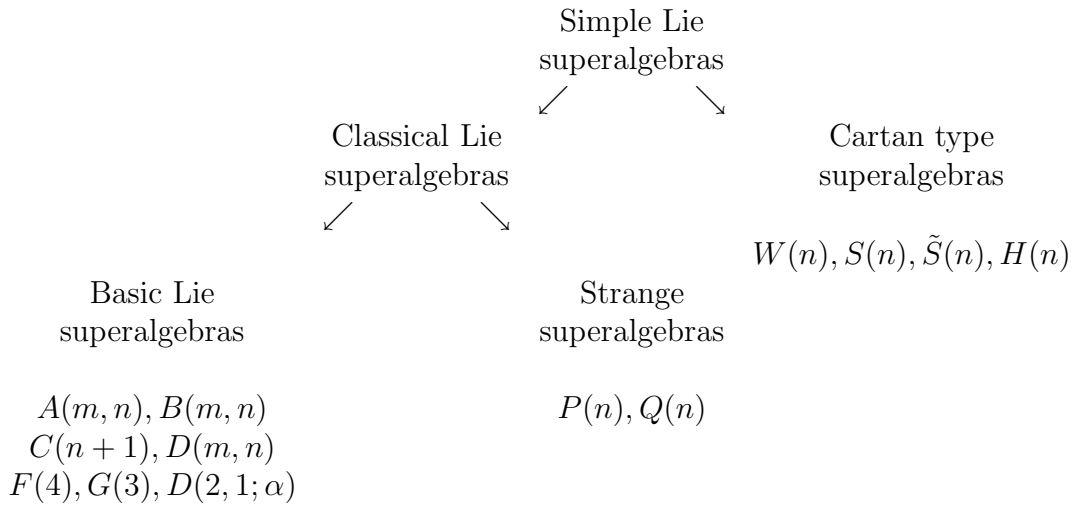 Simple Lie
superalgebras
Classical Lie
superalgebras
Cartan type
superalgebras
W(n), S(n), S̃(n), H(n)
Basic Lie
superalgebras
Strange
superalgebras
A(m, n), B(m, n)
C(n + 1), D(m, n)
F(4), G(3), D(2, 1; α)
P(n), Q(n)